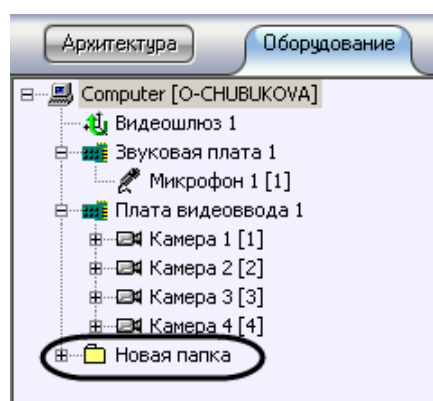 Архитектура Оборудование
Computer [O-CHUBUKOVA]
Видеошлюз 1
Звуковая плата 1
Микрофон 1 [1]
Плата видеоввода 1
Камера 1 [1]
Камера 2 [2]
Камера 3 [3]
Камера 4 [4]
Новая папка